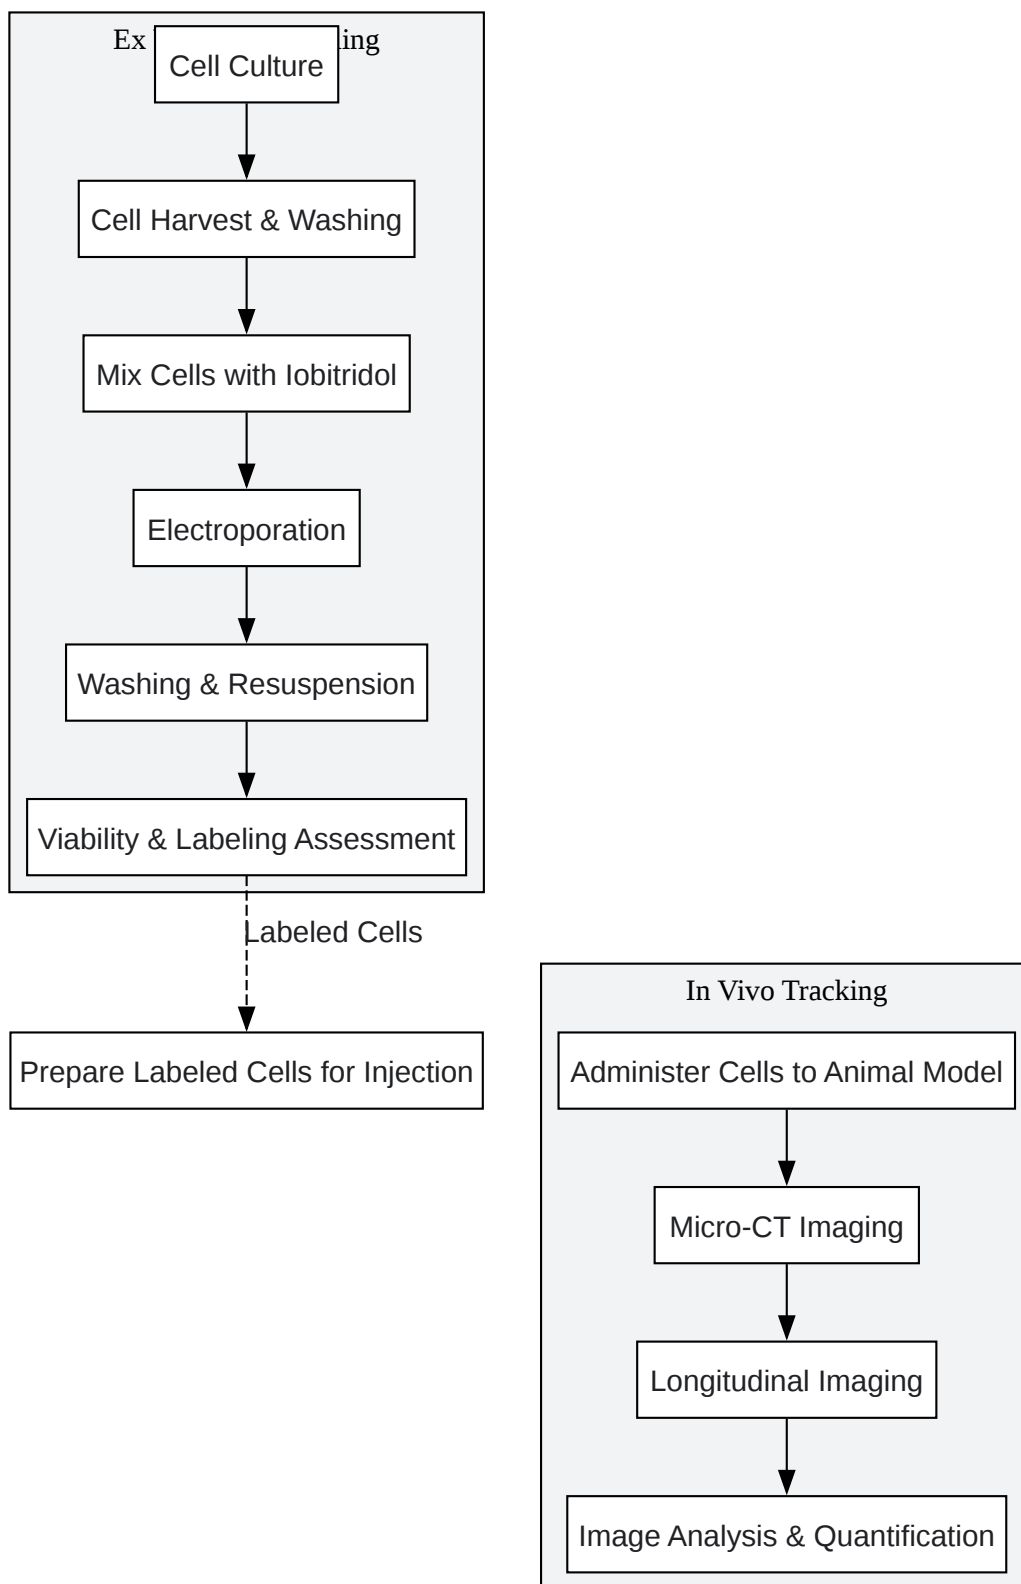 Ex ing
Cell Culture
Cell Harvest & Washing
Mix Cells with Iobitridol
Electroporation
Washing & Resuspension
Viability & Labeling Assessment
Labeled Cells
Prepare Labeled Cells for Injection
In Vivo Tracking
Administer Cells to Animal Model
Micro-CT Imaging
Longitudinal Imaging
Image Analysis & Quantification